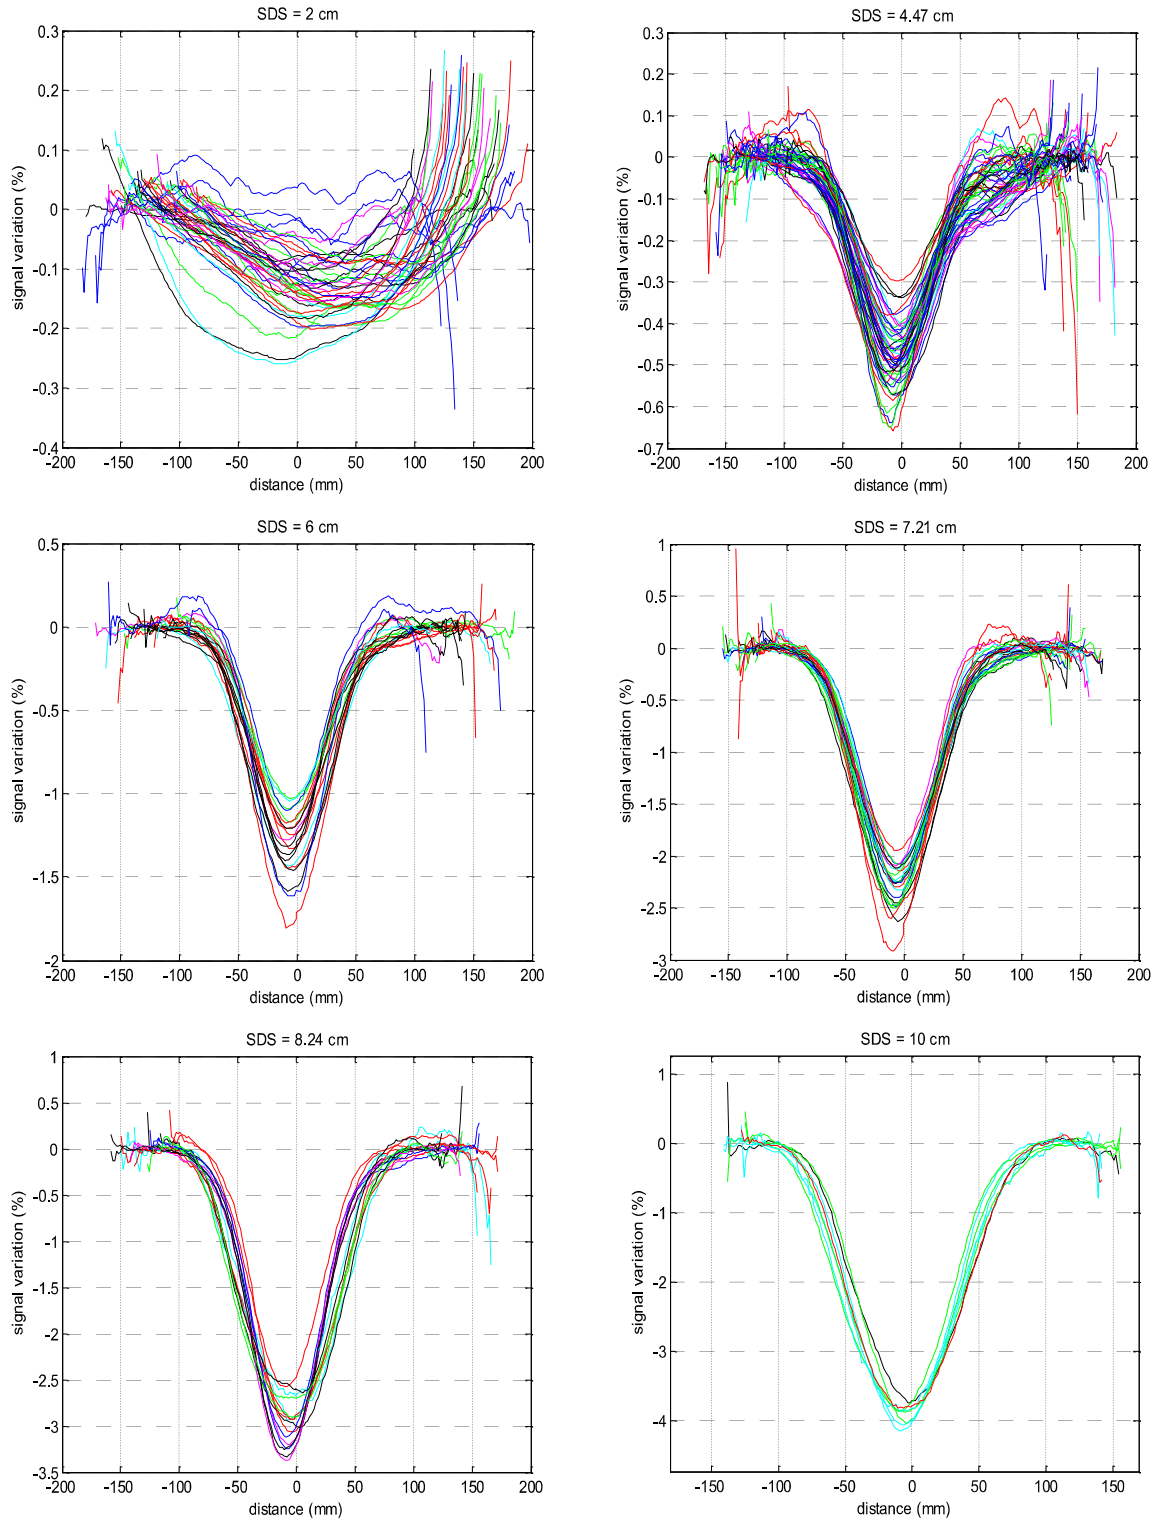 SDS = 2 cm
0.3
0.2
0.1
0
-0.1
-0.2
-0.3
-0.4
signal variation (%)
-200 -150 -100 -50 0 50 100 150 200
distance (mm)
SDS = 4.47 cm
0.3
0.2
0.1
0
-0.1
-0.2
-0.3
-0.4
-0.5
-0.6
-0.7
signal variation (%)
-200 -150 -100 -50 0 50 100 150 200
distance (mm)
SDS = 6 cm
0.5
0
-0.5
-1
-1.5
-2
signal variation (%)
-200 -150 -100 -50 0 50 100 150 200
distance (mm)
SDS = 7.21 cm
1
0.5
0
-0.5
-1
-1.5
-2
-2.5
-3
signal variation (%)
-200 -150 -100 -50 0 50 100 150 200
distance (mm)
SDS = 8.24 cm
1
0.5
0
-0.5
-1
-1.5
-2
-2.5
-3
-3.5
signal variation (%)
-200 -150 -100 -50 0 50 100 150 200
distance (mm)
SDS = 10 cm
1
0
-1
-2
-3
-4
signal variation (%)
-150 -100 -50 0 50 100 150
distance (mm)